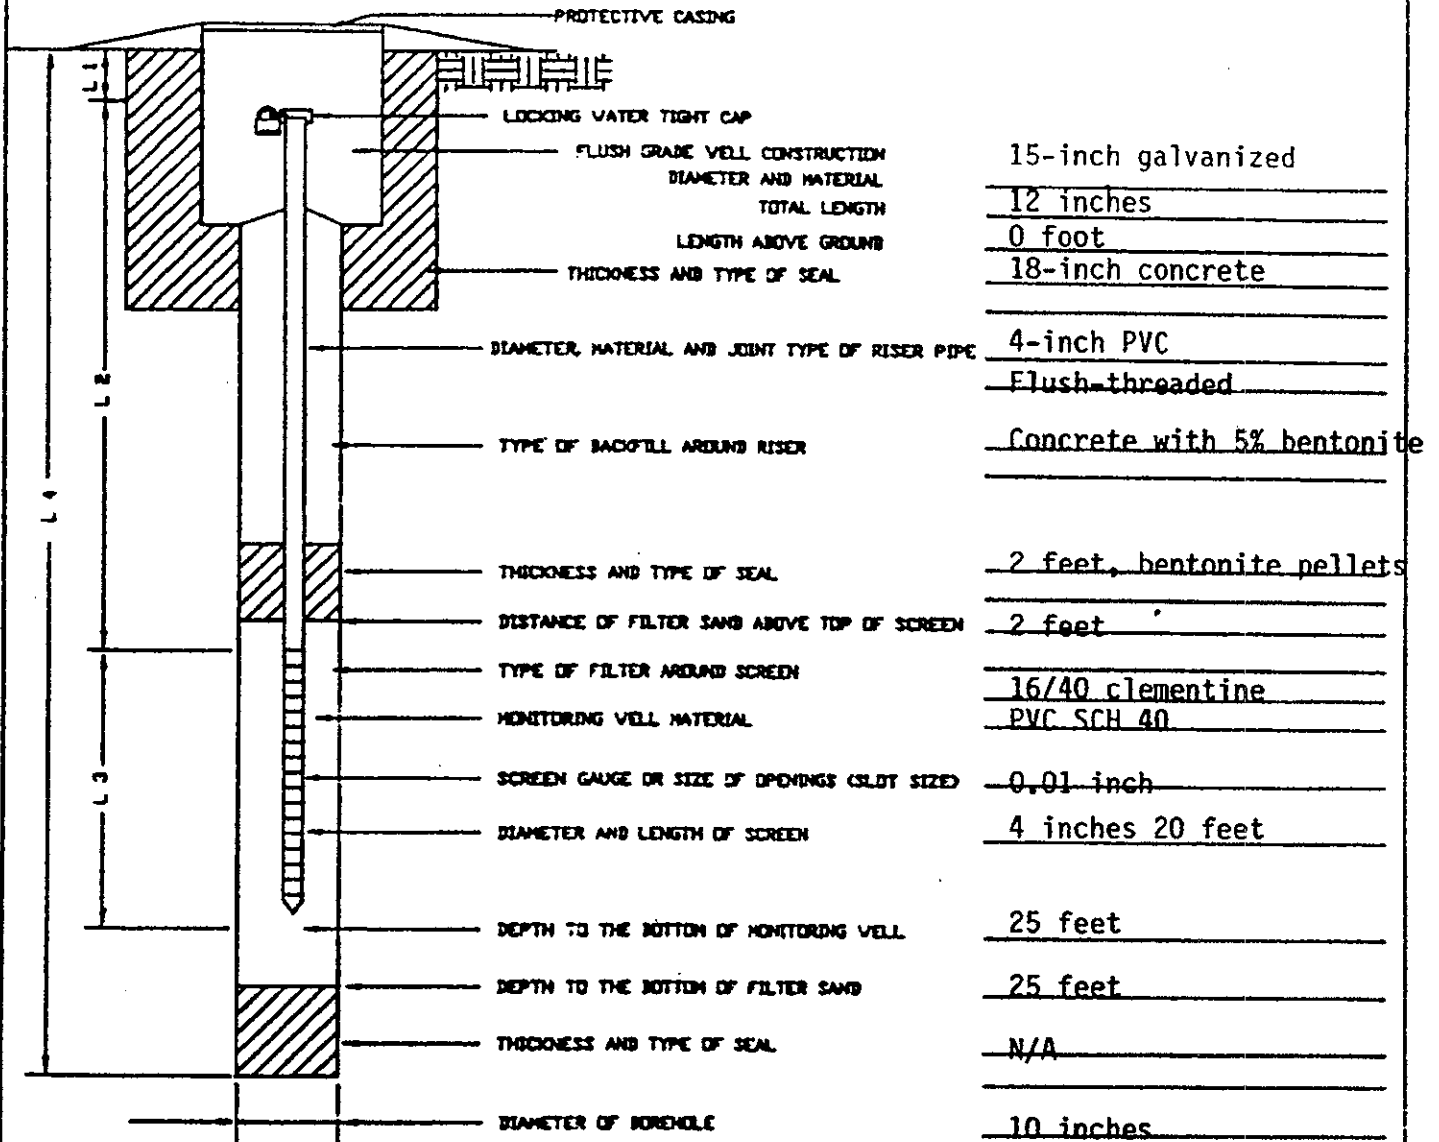 PROTECTIVE CASING
L 1
LOCKING WATER TIGHT CAP
FLUSH GRADE WELL CONSTRUCTION
DIAMETER AND MATERIAL 15-inch galvanized
TOTAL LENGTH 12 inches
LENGTH ABOVE GROUND 0 foot
THICKNESS AND TYPE OF SEAL 18-inch concrete
DIAMETER, MATERIAL AND JOINT TYPE OF RISER PIPE 4-inch PVC
Flush-threaded
L 2
TYPE OF BACKFILL AROUND RISER Concrete with 5% bentonite
L 4
THICKNESS AND TYPE OF SEAL 2 feet, bentonite pellets
DISTANCE OF FILTER SAND ABOVE TOP OF SCREEN 2 feet
TYPE OF FILTER AROUND SCREEN 16/40 clementine
MONITORING WELL MATERIAL PVC SCH 40
L 3
SCREEN GAUGE OR SIZE OF OPENINGS (SLOT SIZE) 0.01 inch
DIAMETER AND LENGTH OF SCREEN 4 inches 20 feet
DEPTH TO THE BOTTOM OF MONITORING WELL 25 feet
DEPTH TO THE BOTTOM OF FILTER SAND 25 feet
THICKNESS AND TYPE OF SEAL N/A
DIAMETER OF BOREHOLE 10 inches